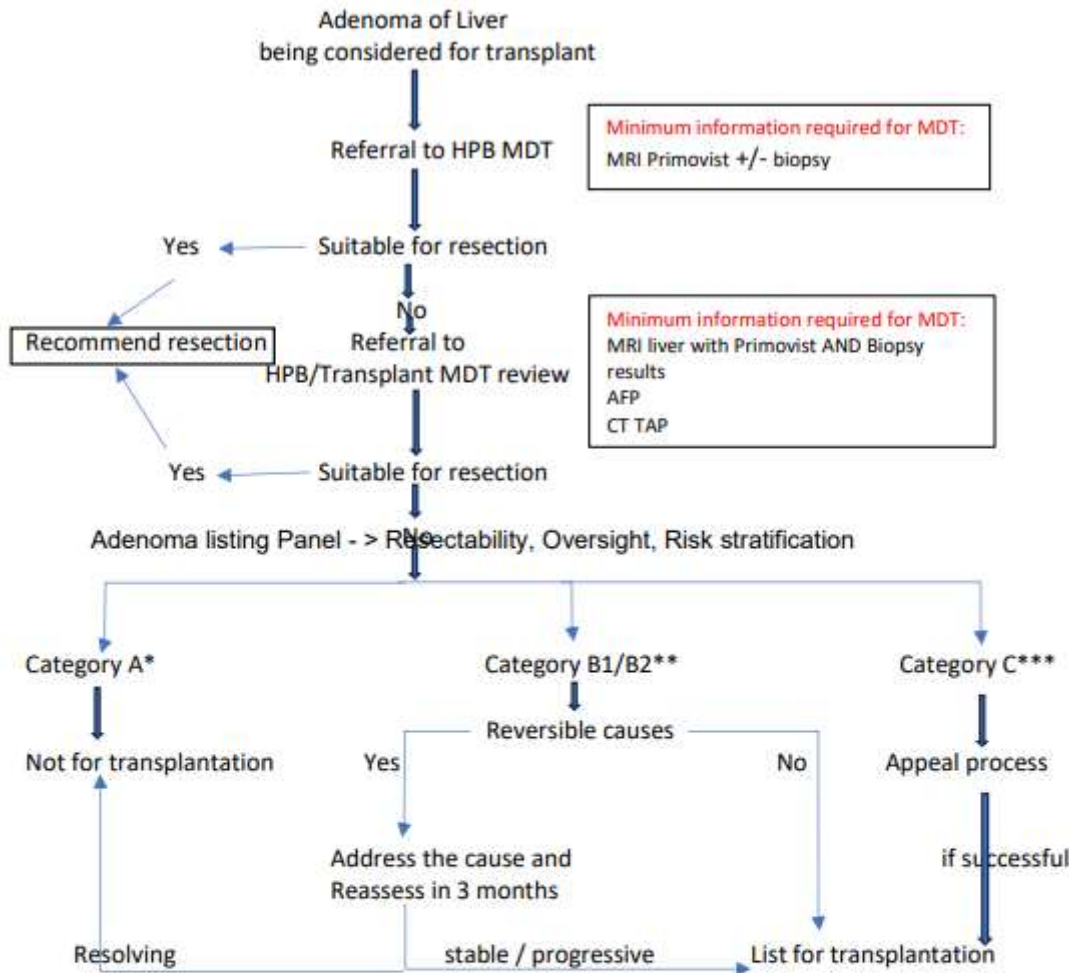 Adenoma of Liver
being considered for transplant
Minimum information required for MDT:
MRI Primovist +/- biopsy
Referral to HPB MDT
Yes
Suitable for resection
No
Recommend resection
Referral to
HPB/Transplant MDT review
Minimum information required for MDT:
MRI liver with Primovist AND Biopsy
results
AFP
CT TAP
Yes
Suitable for resection
No
Adenoma listing Panel - > Resectability, Oversight, Risk stratification
Category A*
Category B1/B2**
Category C***
Reversible causes
Not for transplantation
Yes
No
Appeal process
Address the cause and
Reassess in 3 months
if successful
Resolving
stable / progressive
List for transplantation